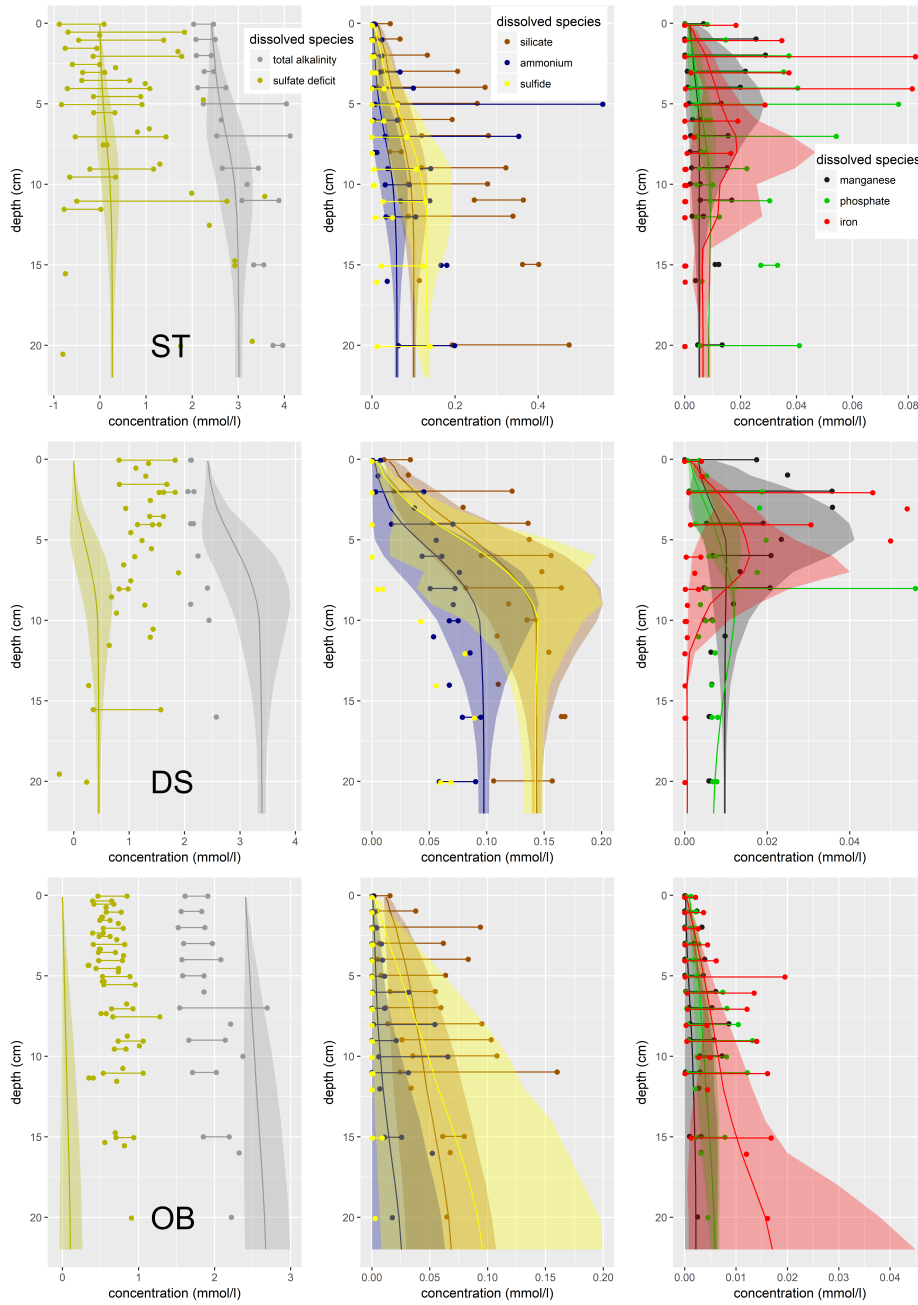 dissolved species
total alkalinity
sulfate deficit
dissolved species
silicate
ammonium
sulfide
dissolved species
manganese
phosphate
iron
depth (cm)
0
5
10
15
20
ST
-1 0 1 2 3 4
concentration (mmol/l)
depth (cm)
0
5
10
15
20
0.0 0.2 0.4
concentration (mmol/l)
depth (cm)
0
5
10
15
20
0.00 0.02 0.04 0.06 0.08
concentration (mmol/l)
depth (cm)
0
5
10
15
20
DS
0 1 2 3 4
concentration (mmol/l)
depth (cm)
0
5
10
15
20
0.00 0.05 0.10 0.15 0.20
concentration (mmol/l)
depth (cm)
0
5
10
15
20
0.00 0.02 0.04
concentration (mmol/l)
depth (cm)
0
5
10
15
20
OB
0 1 2 3
concentration (mmol/l)
depth (cm)
0
5
10
15
20
0.00 0.05 0.10 0.15 0.20
concentration (mmol/l)
depth (cm)
0
5
10
15
20
0.00 0.01 0.02 0.03 0.04
concentration (mmol/l)